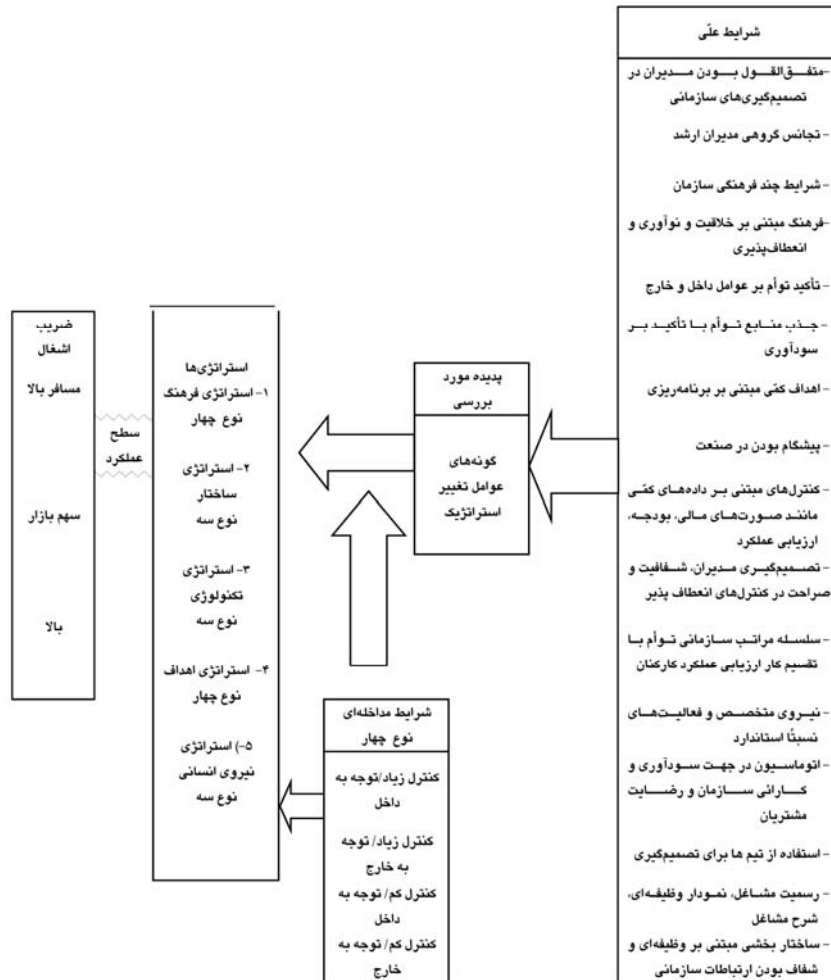 شرایط علّی
-متفق‌القول بودن مدیران در
تصمیم‌گیری‌های سازمانی
- تجانس گروهی مدیران ارشد
- شرایط چند فرهنگی سازمان
-فرهنگ مبتنی بر خلاقیت و نوآوری و
انعطاف‌پذیری
- تأکید توأم بر عوامل داخل و خارج
- جذب منابع توأم با تأکید بر
سودآوری
- اهداف کمّی مبتنی بر برنامه‌ریزی
- پیشگام بودن در صنعت
- کنترل‌های مبتنی بر داده‌های کمّی
مانند صورت‌های مالی، بودجه،
ارزیابی عملکرد
- تصمیم‌گیری مدیران، شفافیت و
صراحت در کنترل‌های انعطاف پذیر
- سلسله مراتب سازمانی توأم با
تقسیم کار ارزیابی عملکرد کارکنان
- نیروی متخصص و فعالیت‌های
نسبتًا استاندارد
- اتوماسیون در جهت سودآوری و
کارائی سازمان و رضایت
مشتریان
- استفاده از تیم ها برای تصمیم‌گیری
- رسمیت مشاغل، نمودار وظیفه‌ای،
شرح مشاغل
- ساختار بخشی مبتنی بر وظیفه‌ای و
شفاف بودن ارتباطات سازمانی
پدیده مورد
بررسی
گونه‌های
عوامل تغییر
استراتژیک
شرایط مداخله‌ای
نوع چهار
کنترل زیاد/توجه به
داخل
کنترل زیاد/ توجه
به خارج
کنترل کم/ توجه به
داخل
کنترل کم/ توجه به
خارج
استراتژی‌ها
۱- استراتژی فرهنگ
نوع چهار
۲- استراتژی
ساختار
نوع سه
۳- استراتژی
تکنولوژی
نوع سه
۴- استراتژی اهداف
نوع چهار
۵-) استراتژی
نیروی انسانی
نوع سه
سطح
عملکرد
ضریب
اشغال
مسافر بالا
سهم بازار
بالا